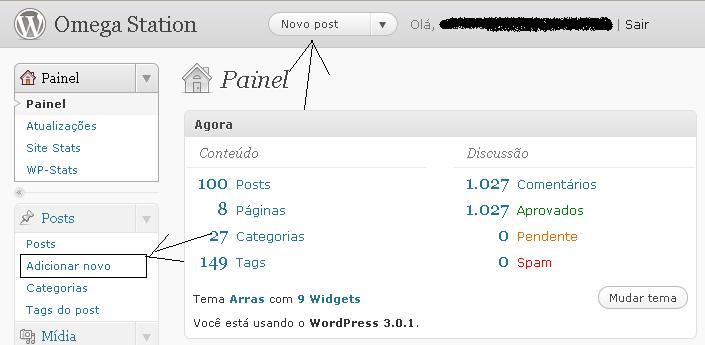 Omega Station
Novo post
Olá, | Sair
Painel
Painel
Atualizações
Site Stats
WP-Stats
Posts
Posts
Adicionar novo
Categorias
Tags do post
Mídia
Painel
Agora
Conteúdo
100 Posts
8 Páginas
27 Categorias
149 Tags
Discussão
1.027 Comentários
1.027 Aprovados
0 Pendente
0 Spam
Tema Arras com 9 Widgets
Mudar tema
Você está usando o WordPress 3.0.1.